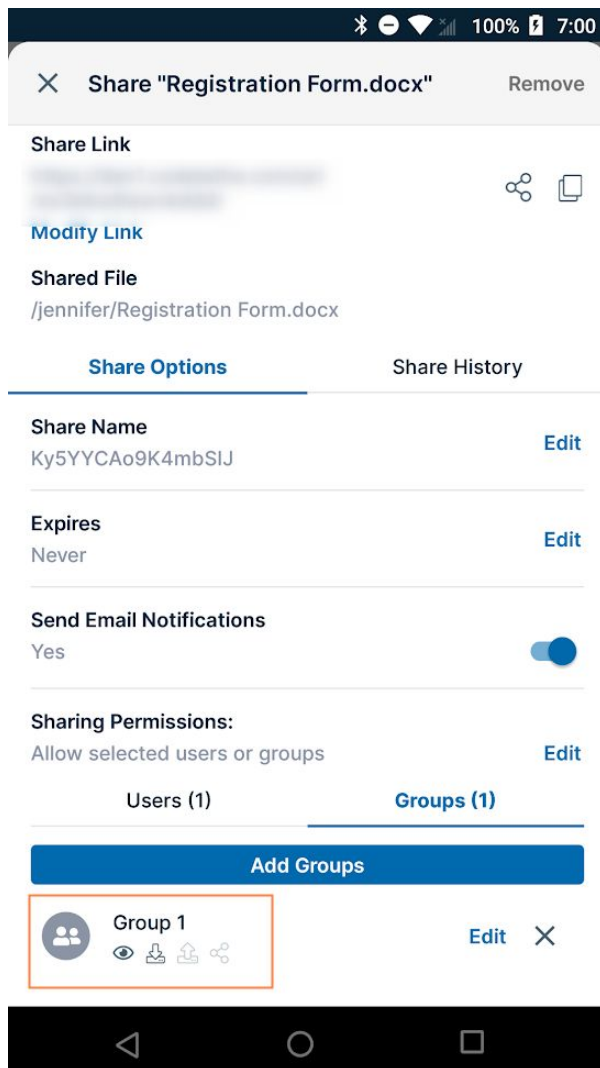 100% 7:00
Share "Registration Form.docx" Remove
Share Link
Modify Link
Shared File
/jennifer/Registration Form.docx
Share Options Share History
Share Name
Ky5YYCAo9K4mbSIJ Edit
Expires
Never Edit
Send Email Notifications
Yes
Sharing Permissions:
Allow selected users or groups Edit
Users (1) Groups (1)
Add Groups
Group 1
Edit